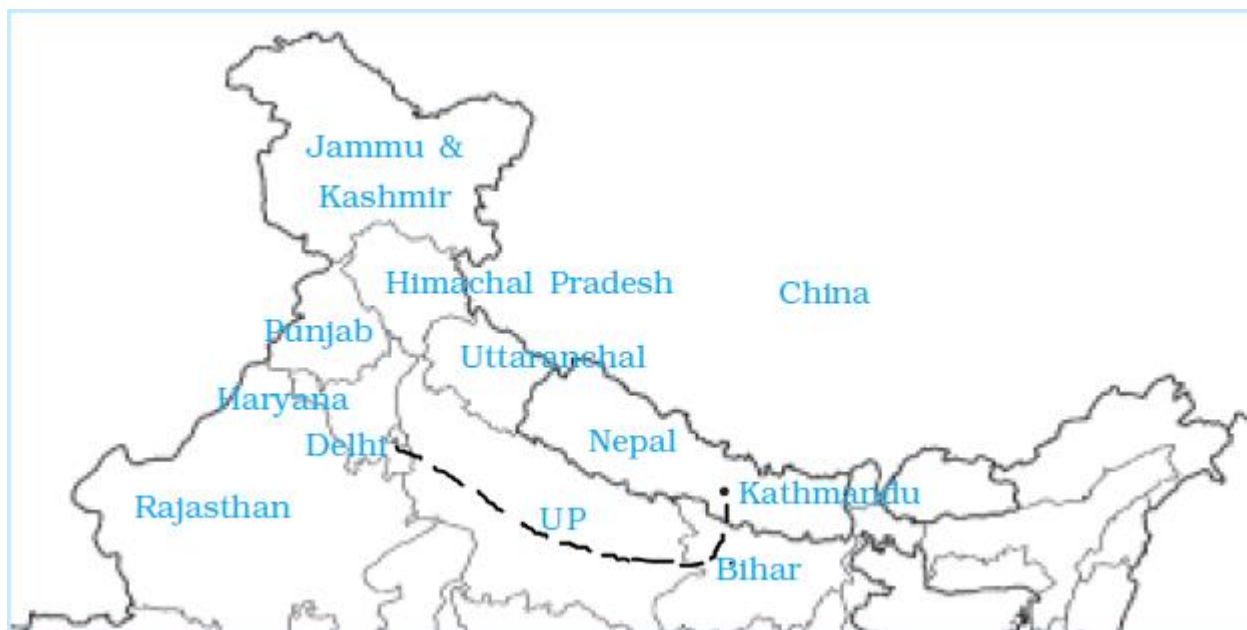 Jammu &
Kashmir
Himachal Pradesh
China
Punjab
Uttaranchal
Haryana
Delhi
Nepal
Kathmandu
Rajasthan
UP
Bihar